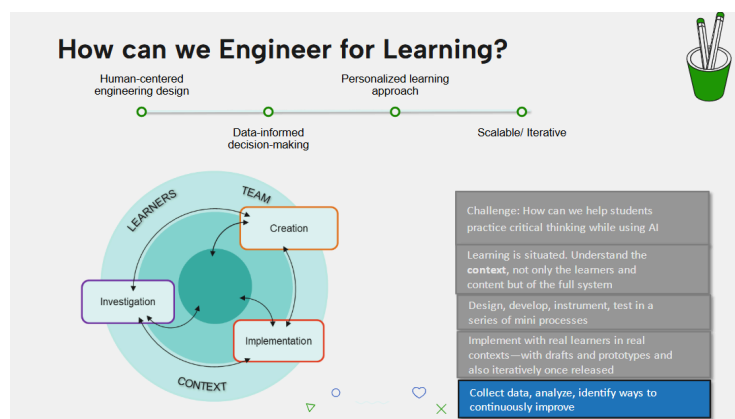 How can we Engineer for Learning?
Human-centered
engineering design
Personalized learning
approach
Data-informed
decision-making
Scalable/ Iterative
LEARNERS
TEAM
Creation
Investigation
Implementation
CONTEXT
Challenge: How can we help students
practice critical thinking while using AI
Learning is situated. Understand the
context, not only the learners and
content but of the full system
Design, develop, instrument, test in a
series of mini processes
Implement with real learners in real
contexts—with drafts and prototypes and
also iteratively once released
Collect data, analyze, identify ways to
continuously improve